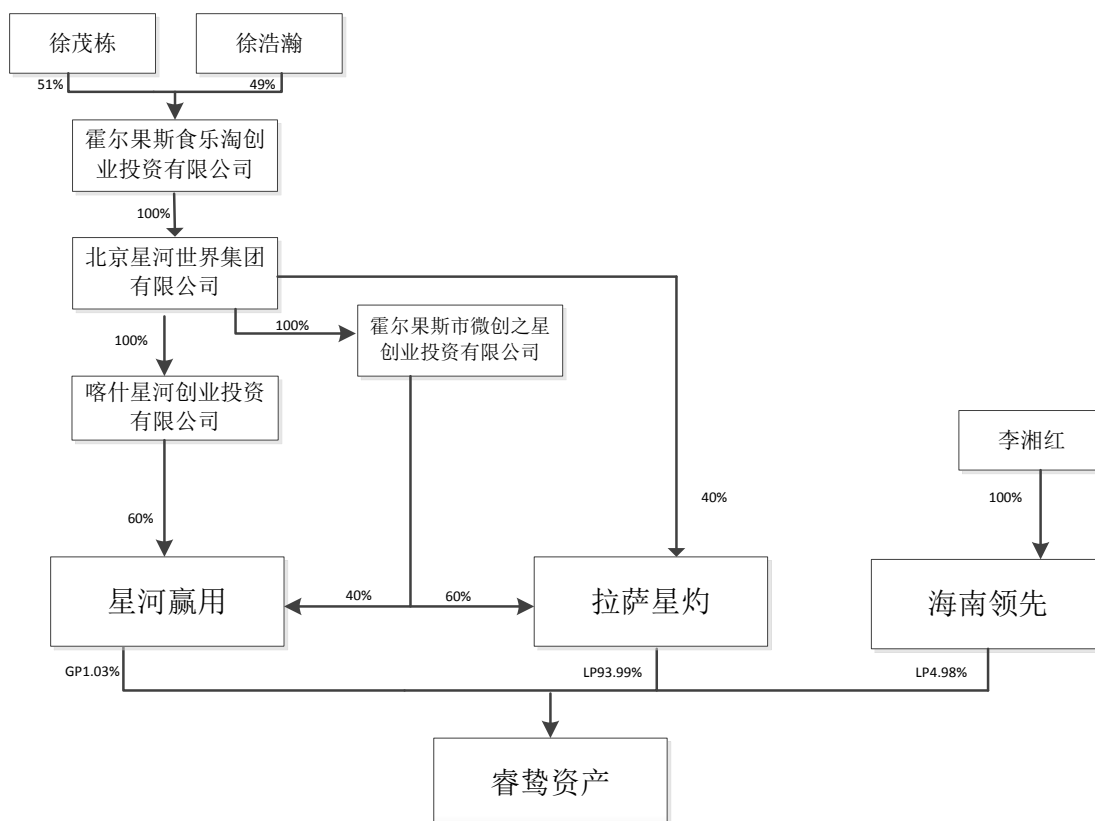 徐茂栋
徐浩瀚
51%
49%
霍尔果斯食乐淘创
业投资有限公司
100%
北京星河世界集团
有限公司
100%
霍尔果斯市微创之星
创业投资有限公司
100%
喀什星河创业投资
有限公司
李湘红
40%
100%
60%
星河赢用
40%
60%
拉萨星灼
海南领先
GP1.03%
LP93.99%
LP4.98%
睿鸷资产